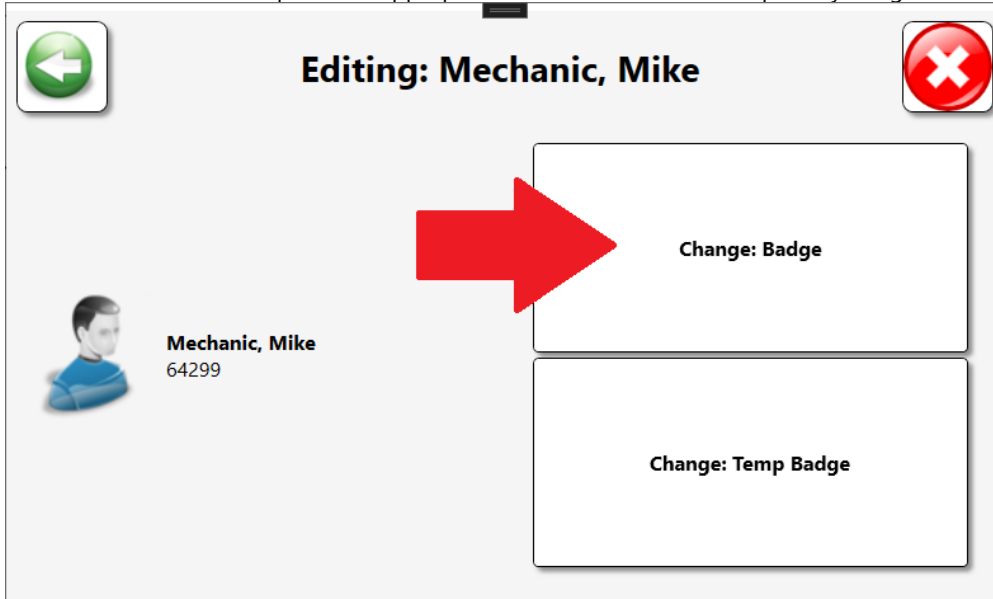 Editing: Mechanic, Mike
Change: Badge
Mechanic, Mike
64299
Change: Temp Badge